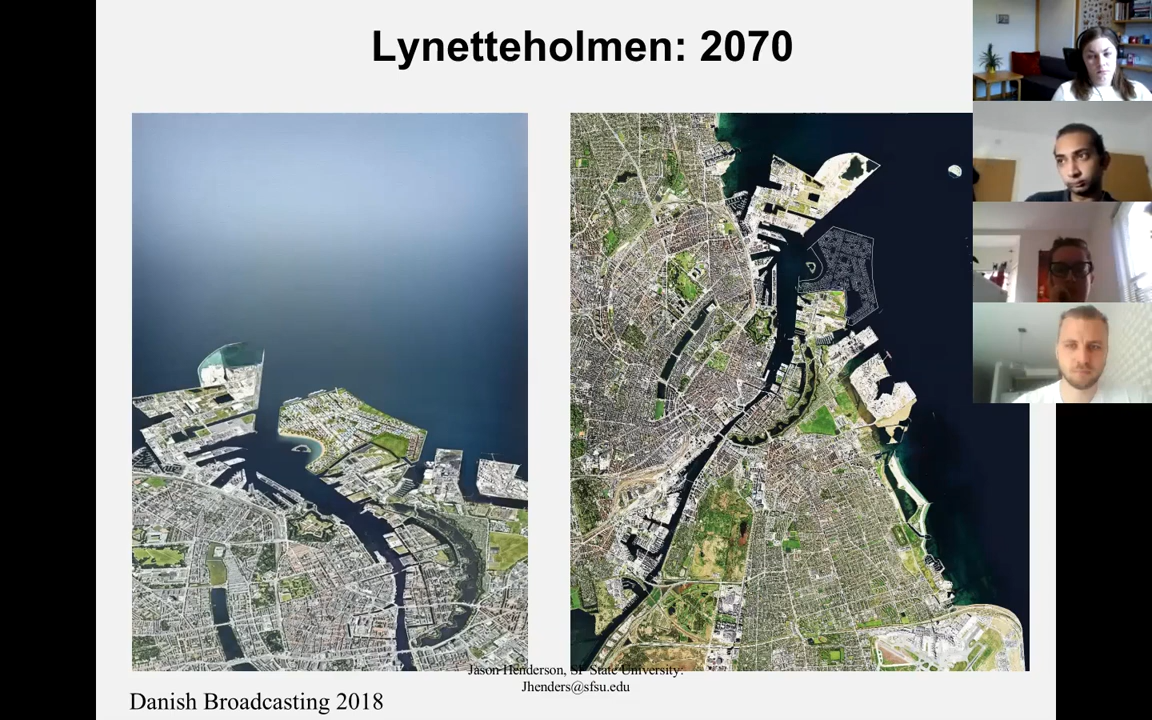 Lynetteholmen: 2070
Jason Henderson, SF State University:
Jhenders@sfsu.edu
Danish Broadcasting 2018